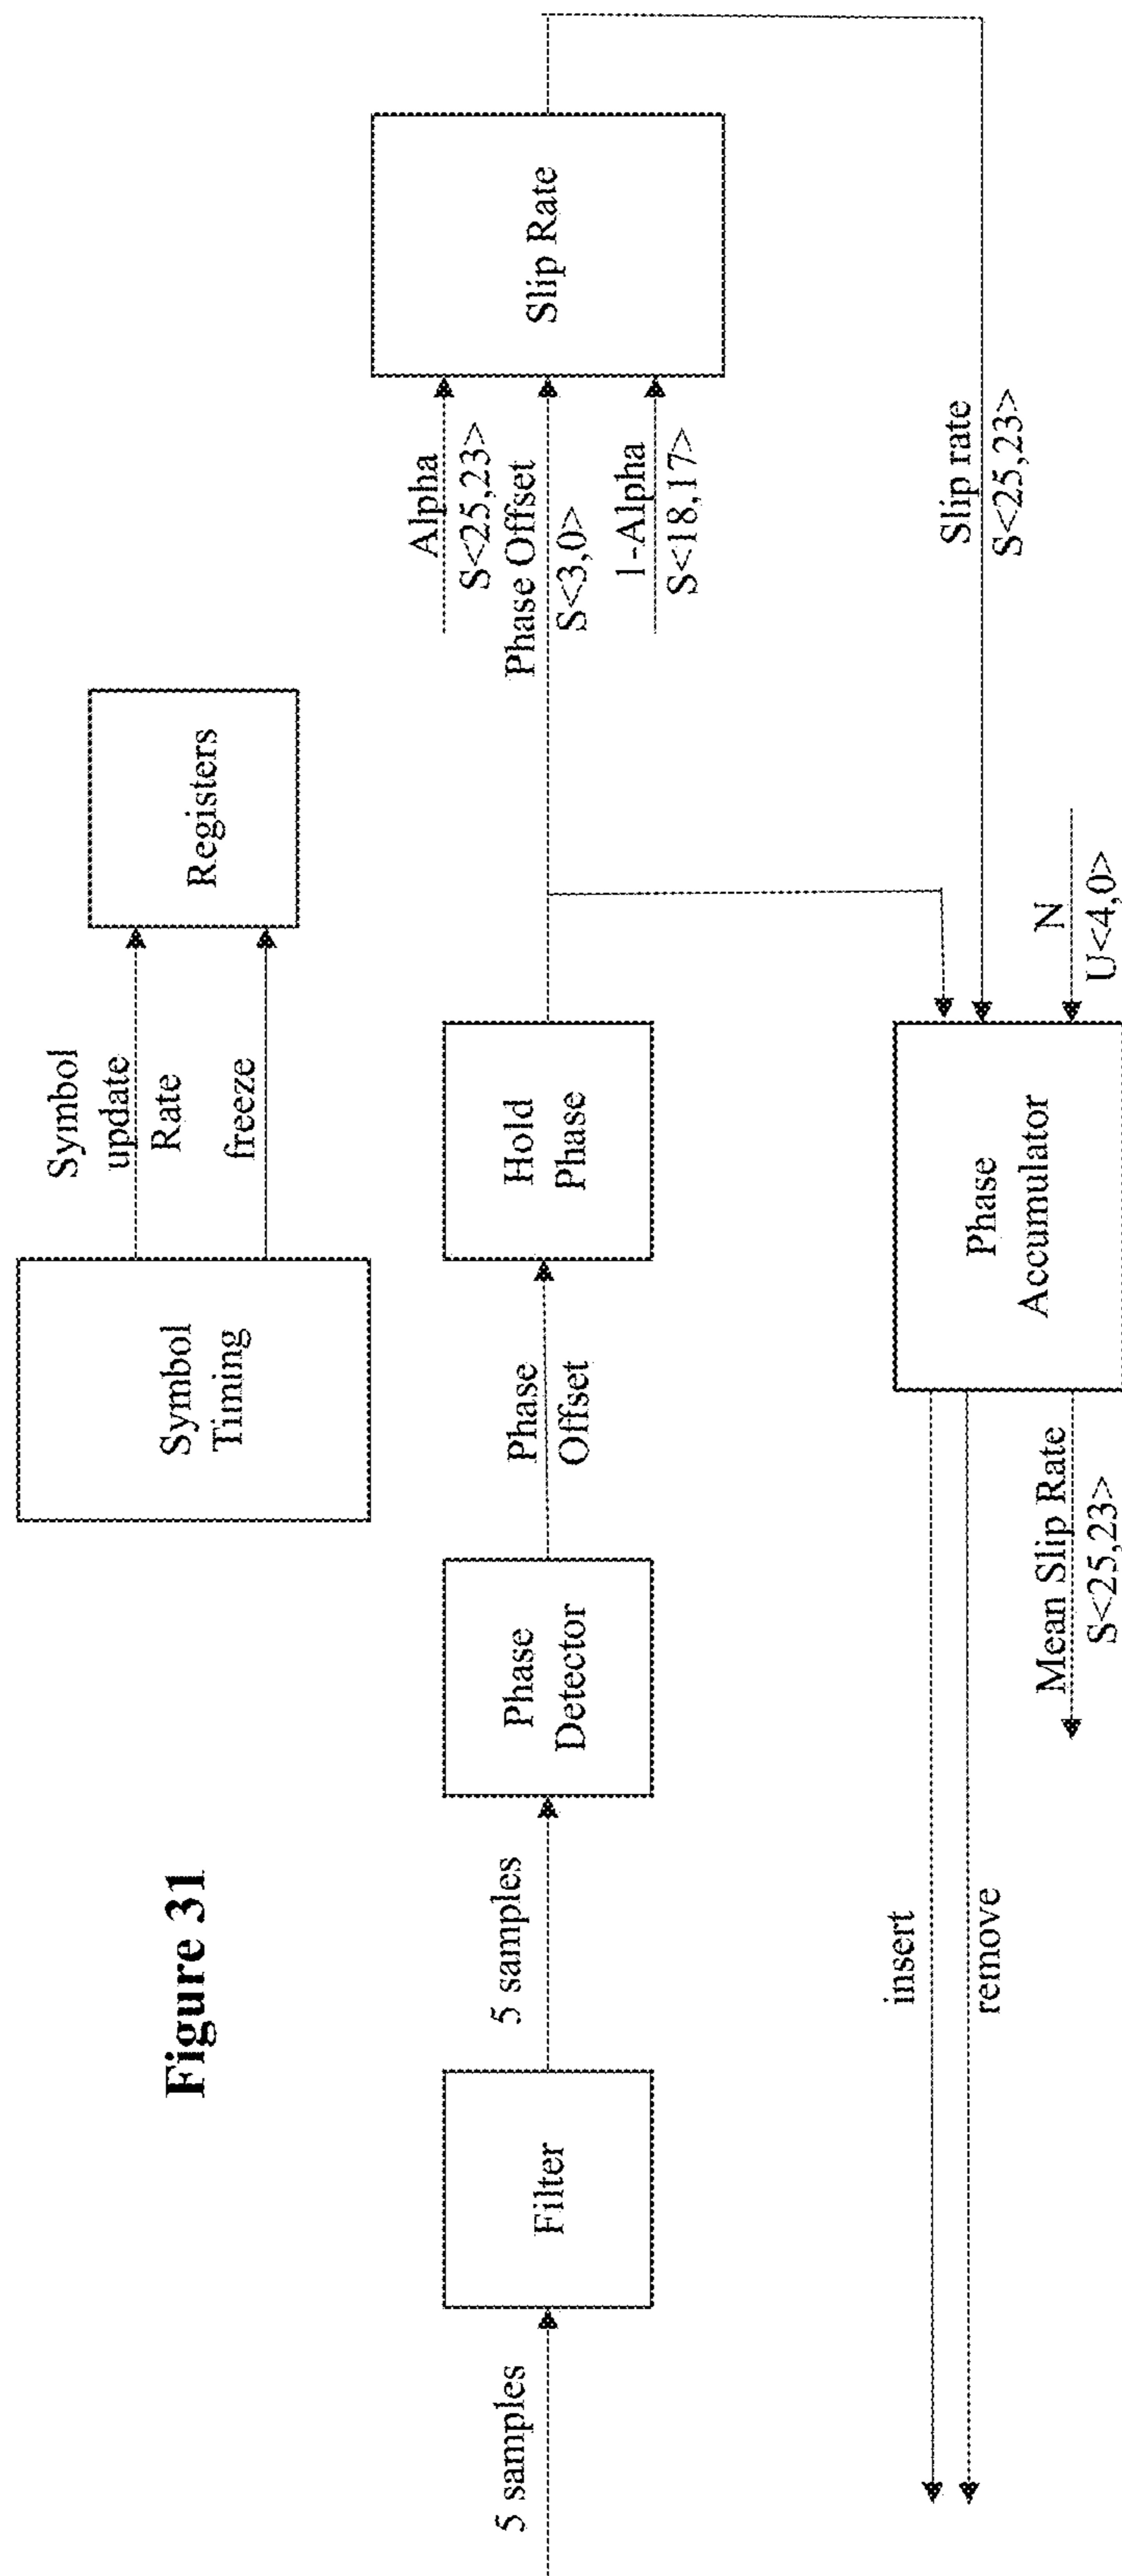 Symbol
update
Rate
freeze
Symbol
Timing
Registers
Figure 31
5 samples
Filter
5 samples
Phase
Detector
Phase
Offset
Hold
Phase
Alpha
S<25,23>
Phase Offset
S<3,0>
1-Alpha
S<18,17>
Slip Rate
insert
remove
Mean Slip Rate
S<25,23>
Phase
Accumulator
Slip rate
S<25,23>
N
U<4,0>